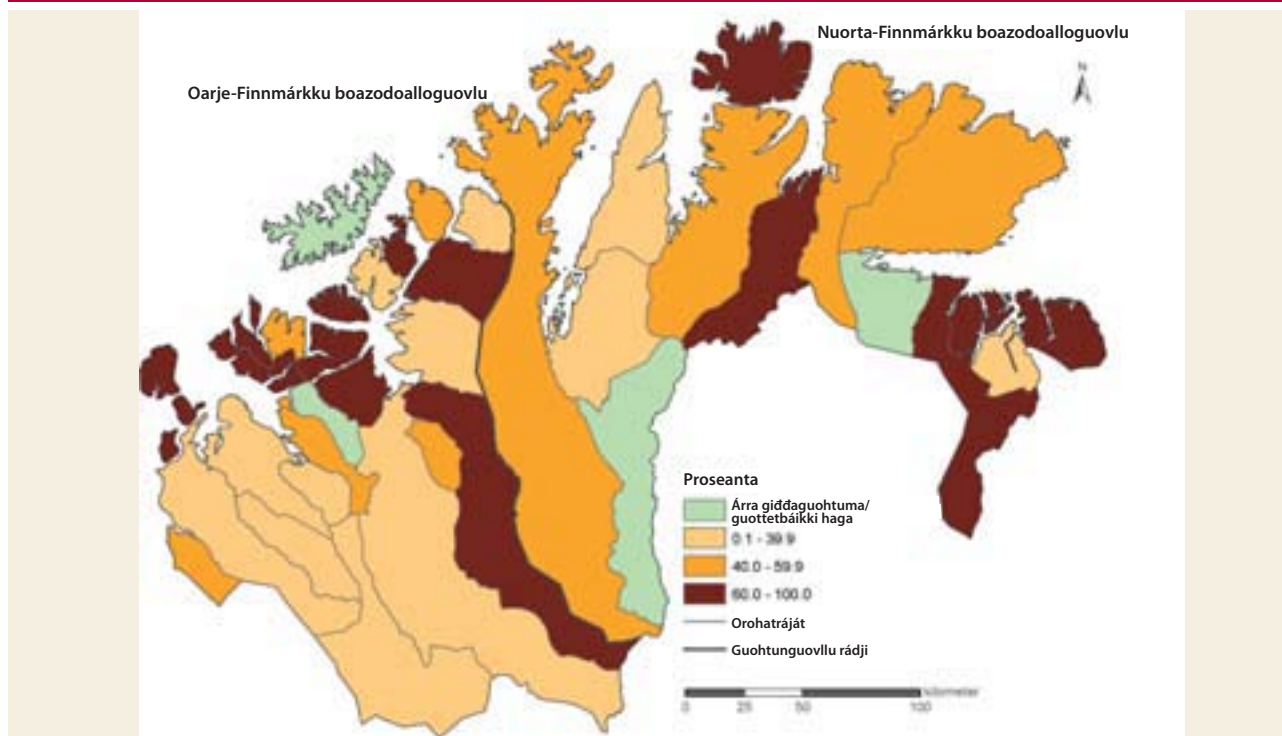 Nuorta-Finnmárkku boazodoalloguovlu
Oarje-Finnmárkku boazodoalloguovlu
N
Proseanta
Árra giđđaguohtuma/
guottetbáikki haga
0.1 - 39.9
40.0 - 59.9
60.0 - 100.0
Orohatráját
Guohtunguovllu rádji
kilometer
0 25 50 100